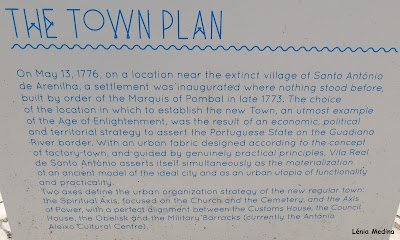 THE TOWN PLAN
On May 13, 1776, on a location near the extinct village of Santo António
de Arenilha, a settlement was inaugurated where nothing stood before,
built by order of the Marquis of Pombal in late 1773. The choice
of the location in which to establish the new Town, an utmost example
of the Age of Enlightenment, was the result of an economic, political
and territorial strategy to assert the Portuguese State on the Guadiana
River border. With an urban fabric designed according to the concept
of factory-town, and guided by genuinely practical principles, Vila Real
de Santo António asserts itself simultaneously as the materialization
of an ancient model of the ideal city and as an urban utopia of functionality
and practicality.
Two axes define the urban organization strategy of the new regular town:
the Spiritual Axis, focused on the Church and the Cemetery, and the Axis
of Power, with a perfect alignment between the Customs House, the Council
House, the Obelisk and the Military Barracks (currently the António
Aleixo Cultural Centre).
Lénia Medina